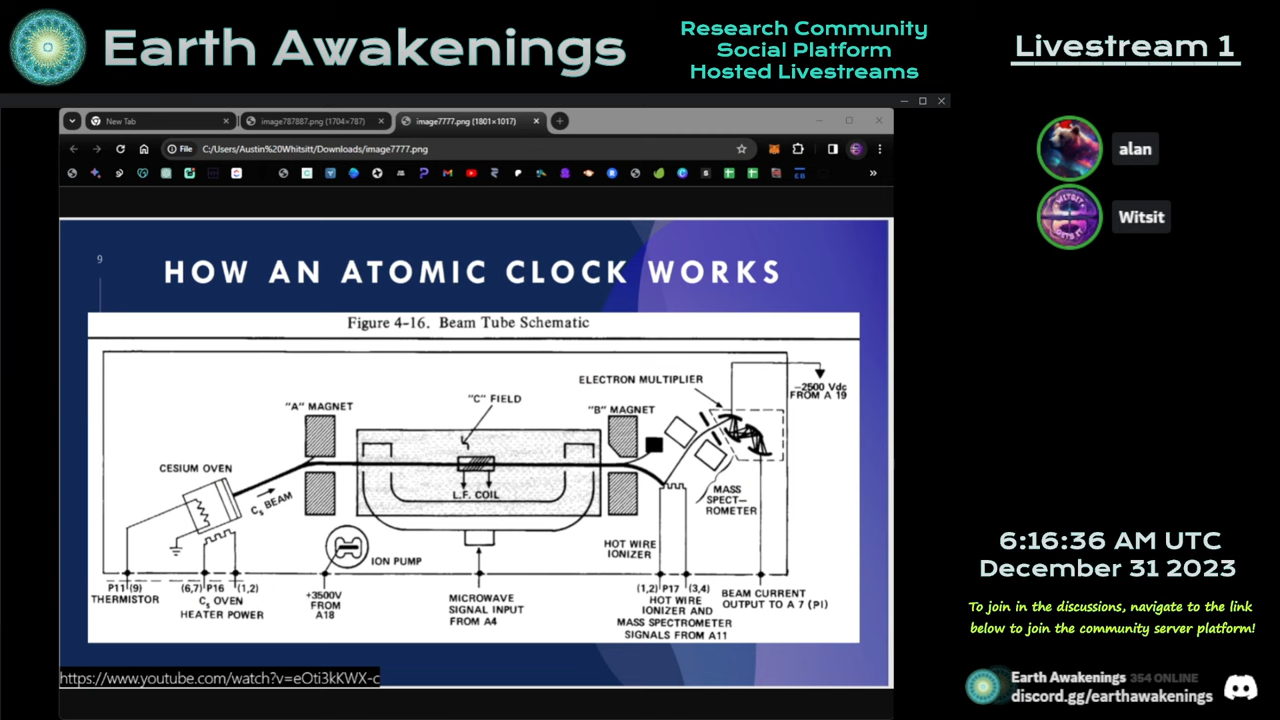 Earth Awakenings
Research Community
Social Platform
Hosted Livestreams
Livestream 1
New Tab
image787887.png (1704×787)
image7777.png (1801×1017)
File
C:/Users/Austin%20Whitsitt/Downloads/image7777.png
alan
Witsit
9
HOW AN ATOMIC CLOCK WORKS
Figure 4-16. Beam Tube Schematic
ELECTRON MULTIPLIER
-2500 Vdc
FROM A 19
"A" MAGNET
"C" FIELD
"B" MAGNET
CESIUM OVEN
Cs BEAM
L.F. COIL
MASS
SPECT-
ROMETER
HOT WIRE
IONIZER
ION PUMP
P11 (9)
THERMISTOR
(6,7) P16 (1,2)
Cs OVEN
HEATER POWER
+3500V
FROM
A18
MICROWAVE
SIGNAL INPUT
FROM A4
(1,2) P17 (3,4)
HOT WIRE
IONIZER AND
MASS SPECTROMETER
SIGNALS FROM A11
BEAM CURRENT
OUTPUT TO A 7 (PI)
https://www.youtube.com/watch?v=eOti3kKWX-c
6:16:36 AM UTC
December 31 2023
To join in the discussions, navigate to the link
below to join the community server platform!
Earth Awakenings 354 ONLINE
discord.gg/earthawakenings